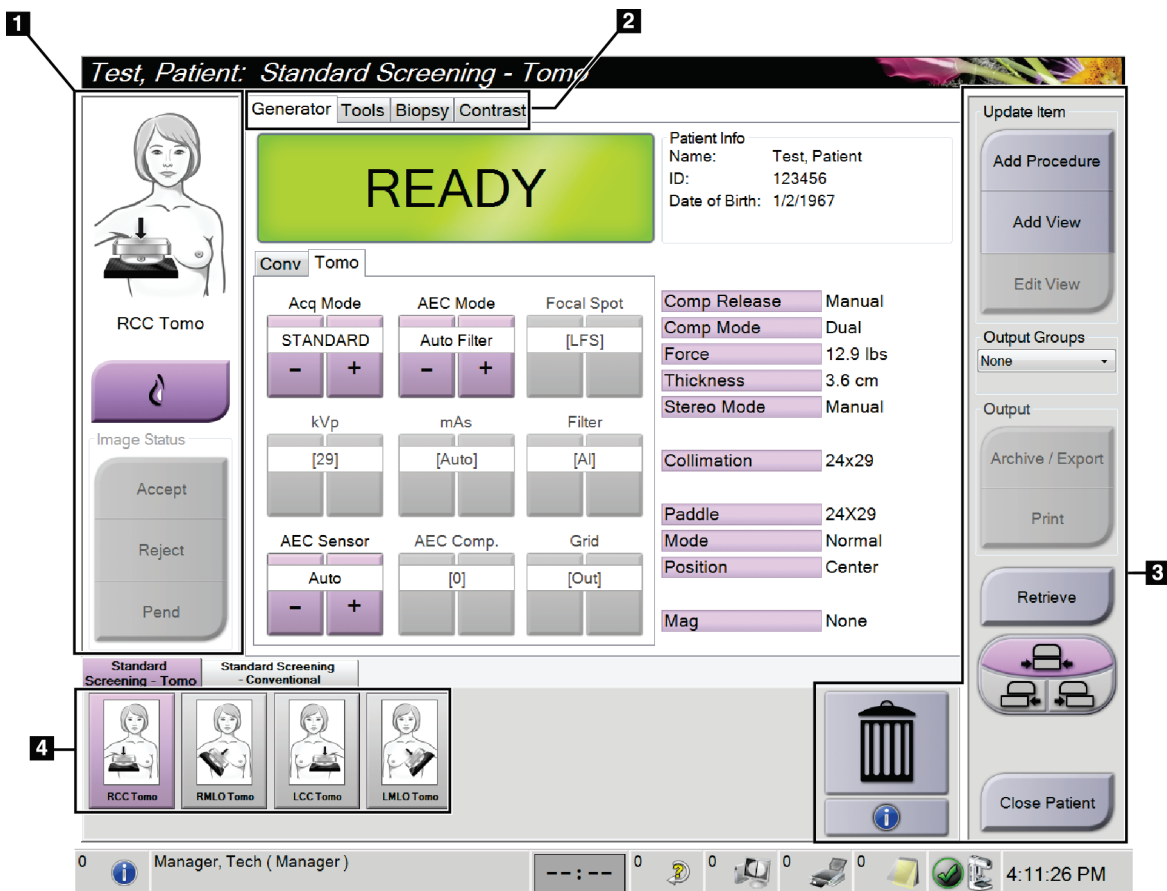 1
2
Test, Patient: Standard Screening - Tomo
Generator Tools Biopsy Contrast
READY
Patient Info
Name: Test, Patient
ID: 123456
Date of Birth: 1/2/1967
RCC Tomo
Image Status
Accept
Reject
Pend
Conv Tomo
Acq Mode AEC Mode Focal Spot
STANDARD Auto Filter [LFS]
- + - +
kVp mAs Filter
[29] [Auto] [Al]
AEC Sensor AEC Comp. Grid
Auto [0] [Out]
- +
Comp Release Manual
Comp Mode Dual
Force 12.9 lbs
Thickness 3.6 cm
Stereo Mode Manual
Collimation 24x29
Paddle 24X29
Mode Normal
Position Center
Mag None
Update Item
Add Procedure
Add View
Edit View
Output Groups
None
Output
Archive / Export
Print
Retrieve
Close Patient
3
Standard
Screening - Tomo
Standard Screening
- Conventional
4
RCC Tomo RMLO Tomo LCC Tomo LMLO Tomo
0 Manager, Tech ( Manager ) --:-- 0 0 0 0 4:11:26 PM